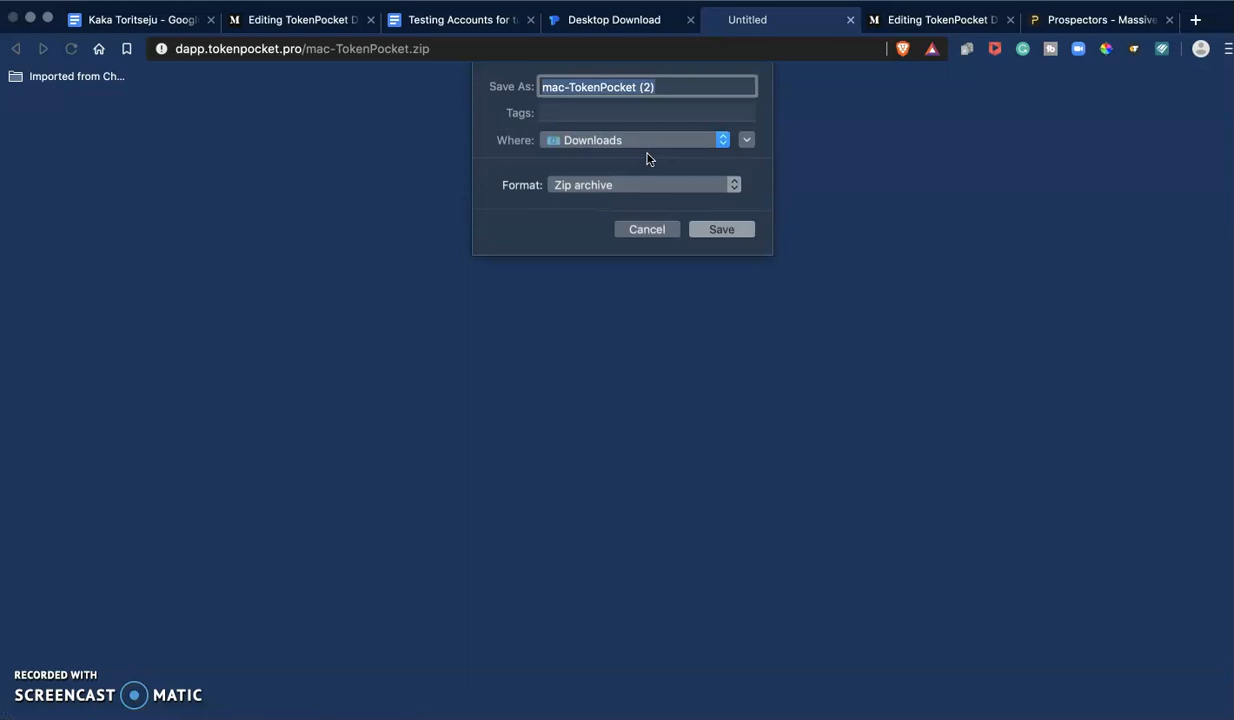 Kaka Toritseju - Googl
Editing TokenPocket D
Testing Accounts for t
Desktop Download
Untitled
Editing TokenPocket D
Prospectors - Massive
dapp.tokenpocket.pro/mac-TokenPocket.zip
Imported from Ch...
Save As: mac-TokenPocket (2)
Tags:
Where: Downloads
Format: Zip archive
Cancel Save
RECORDED WITH
SCREENCAST MATIC